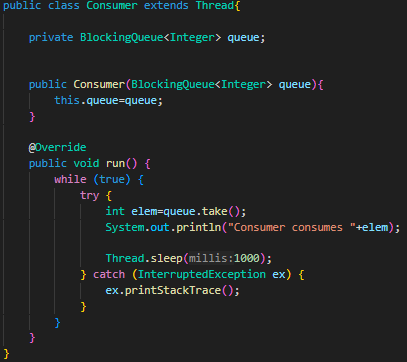 public class Consumer extends Thread{
private BlockingQueue<Integer> queue;
public Consumer(BlockingQueue<Integer> queue){
this.queue=queue;
}
@Override
public void run() {
while (true) {
try {
int elem=queue.take();
System.out.println("Consumer consumes "+elem);
Thread.sleep(millis:1000);
} catch (InterruptedException ex) {
ex.printStackTrace();
}
}
}
}